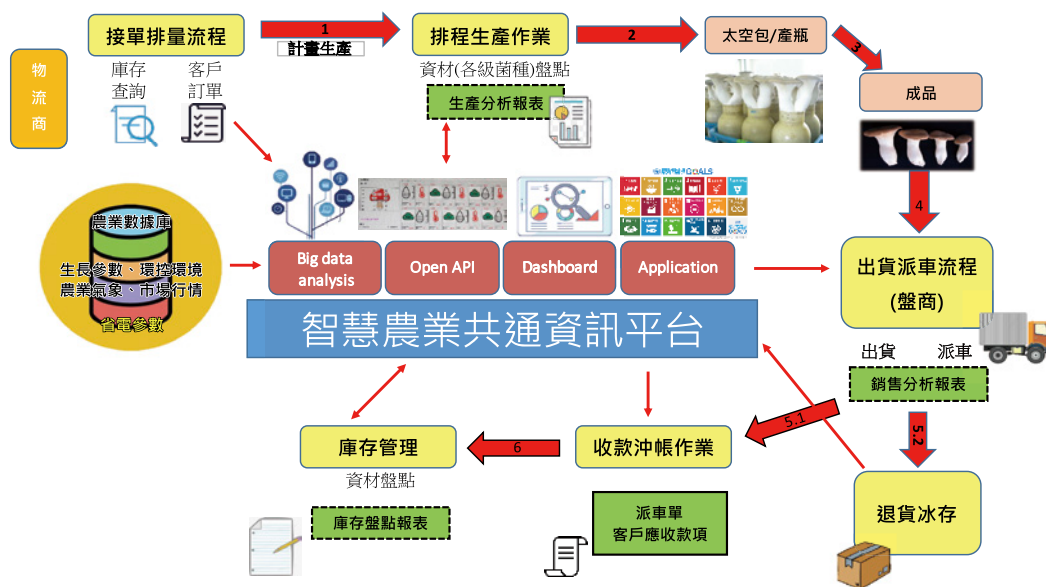 物流商
接單排量流程
庫存
查詢
客戶
訂單
1
計畫生產
排程生產作業
資材(各級菌種)盤點
生產分析報表
2
太空包/產瓶
3
成品
4
農業數據庫
生長參數、環控環境
農業氣象、市場行情
省電參數
GOALS
Big data
analysis
Open API
Dashboard
Application
智慧農業共通資訊平台
出貨派車流程
(盤商)
出貨
派車
銷售分析報表
5.1
5.2
庫存管理
資材盤點
庫存盤點報表
6
收款沖帳作業
派車單
客戶應收款項
退貨冰存